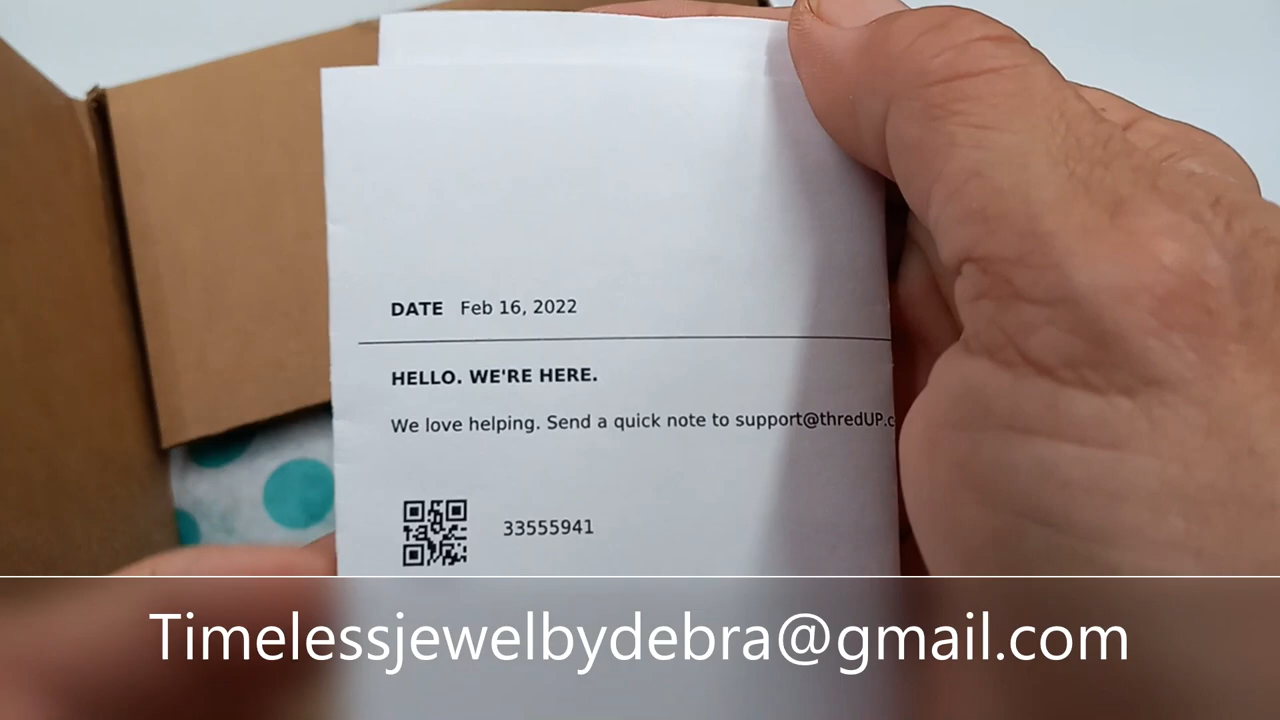 DATE Feb 16, 2022
HELLO. WE'RE HERE.
We love helping. Send a quick note to support@thredUP.c
33555941
Timelessjewelbydebra@gmail.com